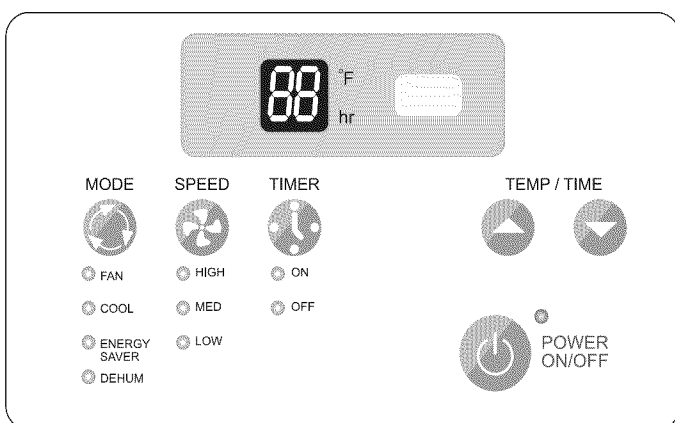 88
°F
hr
MODE
SPEED
TIMER
TEMP / TIME
FAN
COOL
ENERGY
SAVER
DEHUM
HIGH
MED
LOW
ON
OFF
POWER
ON/OFF